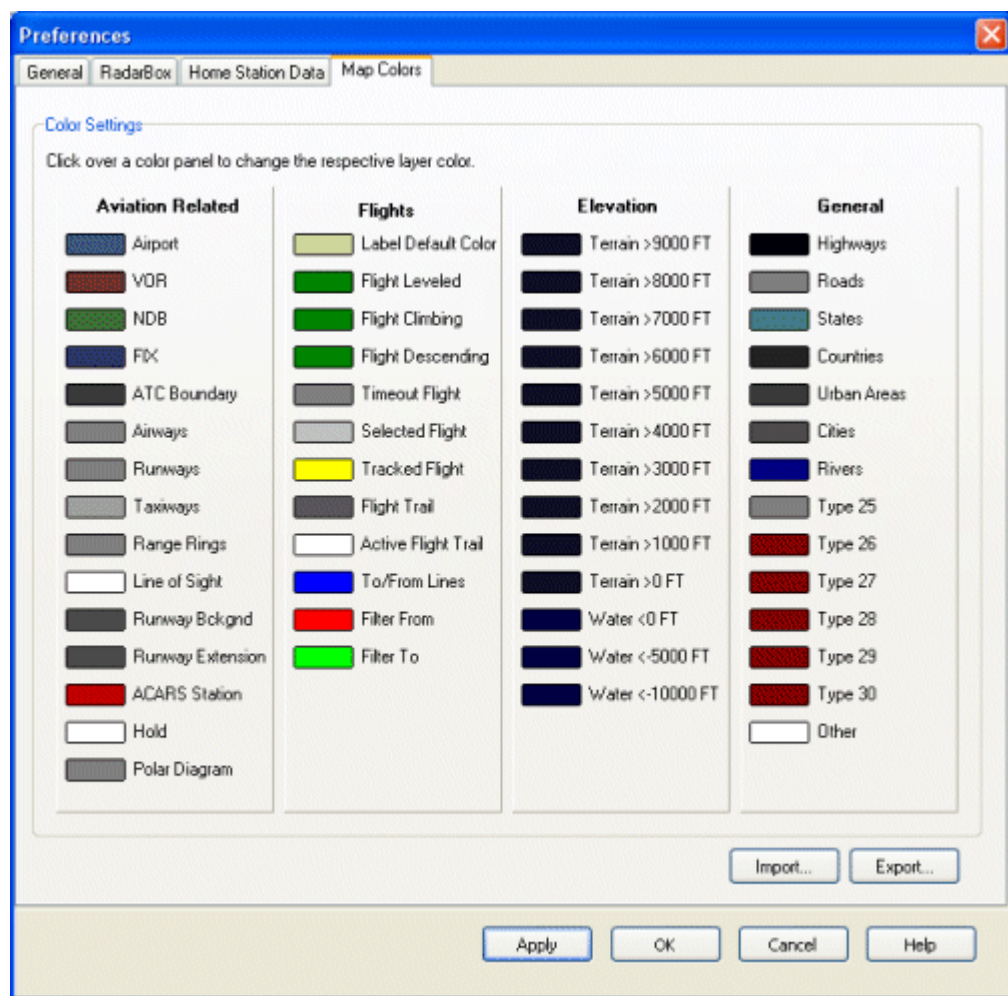 Preferences
General RadarBox Home Station Data Map Colors
Color Settings
Click over a color panel to change the respective layer color.
Aviation Related
Airport
VOR
NDB
FIX
ATC Boundary
Airways
Runways
Taxiways
Range Rings
Line of Sight
Runway Bckgnd
Runway Extension
ACARS Station
Hold
Polar Diagram
Flights
Label Default Color
Flight Leveled
Flight Climbing
Flight Descending
Timeout Flight
Selected Flight
Tracked Flight
Flight Trail
Active Flight Trail
To/From Lines
Filter From
Filter To
Elevation
Terrain >9000 FT
Terrain >8000 FT
Terrain >7000 FT
Terrain >6000 FT
Terrain >5000 FT
Terrain >4000 FT
Terrain >3000 FT
Terrain >2000 FT
Terrain >1000 FT
Terrain >0 FT
Water <0 FT
Water <-5000 FT
Water <-10000 FT
General
Highways
Roads
States
Countries
Urban Areas
Cities
Rivers
Type 25
Type 26
Type 27
Type 28
Type 29
Type 30
Other
Import... Export...
Apply OK Cancel Help